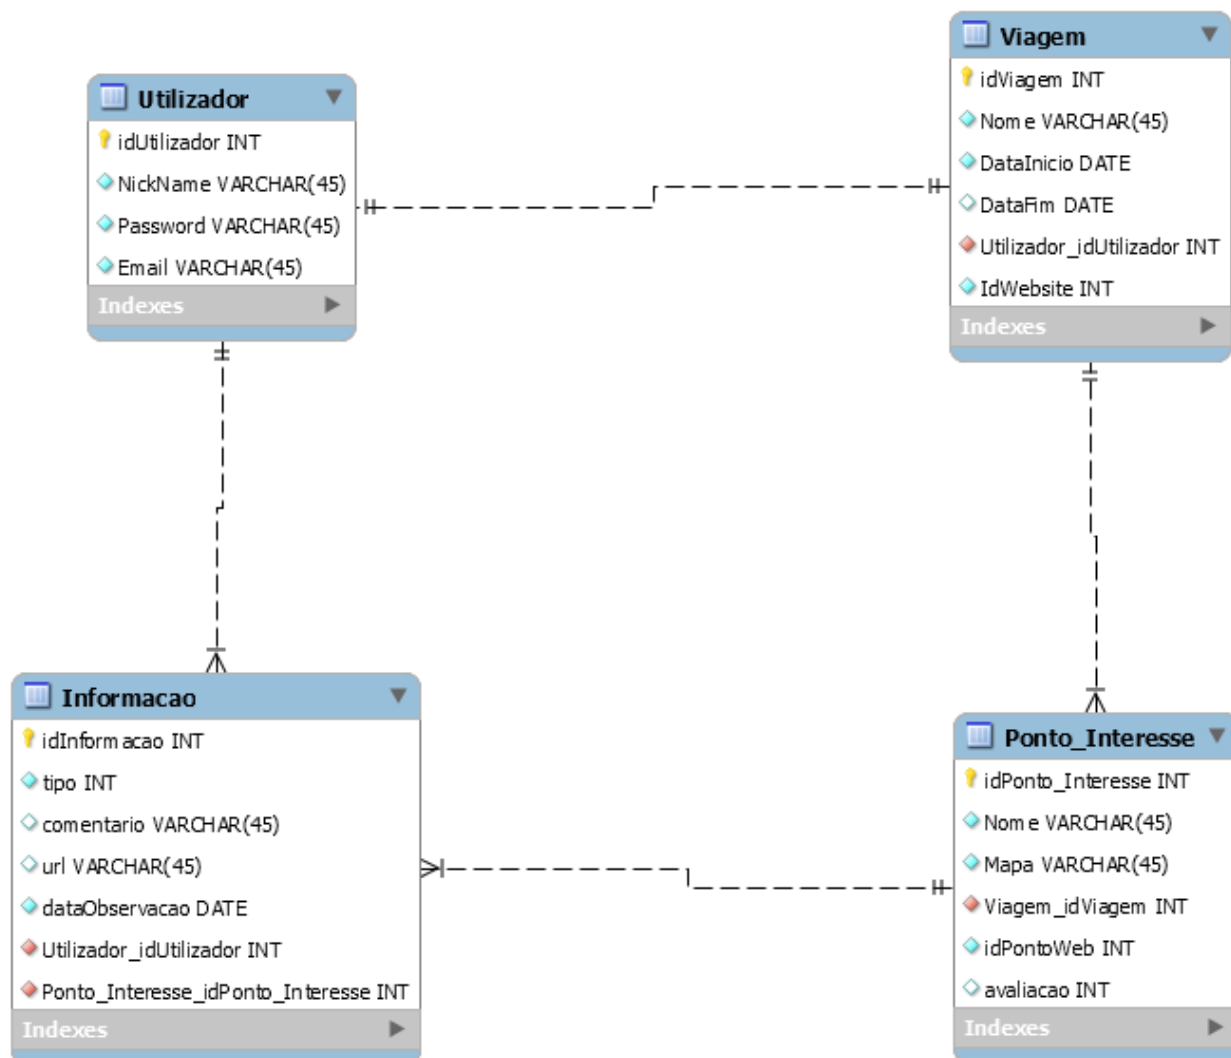 Utilizador
idUtilizador INT
NickName VARCHAR(45)
Password VARCHAR(45)
Email VARCHAR(45)
Indexes
Viagem
idViagem INT
Nome VARCHAR(45)
DataInicio DATE
DataFim DATE
Utilizador_idUtilizador INT
IdWebsite INT
Indexes
Informacao
idInformacao INT
tipo INT
comentario VARCHAR(45)
url VARCHAR(45)
dataObservacao DATE
Utilizador_idUtilizador INT
Ponto_Interesse_idPonto_Interesse INT
Indexes
Ponto_Interesse
idPonto_Interesse INT
Nome VARCHAR(45)
Mapa VARCHAR(45)
Viagem_idViagem INT
idPontoWeb INT
avaliacao INT
Indexes